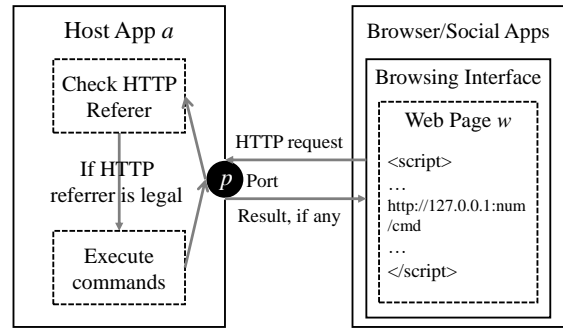 Host App a
Check HTTP
Referer
If HTTP
referrer is legal
Execute
commands
p
Port
HTTP request
Result, if any
Browser/Social Apps
Browsing Interface
Web Page w
<script>
...
http://127.0.0.1:num
/cmd
...
</script>